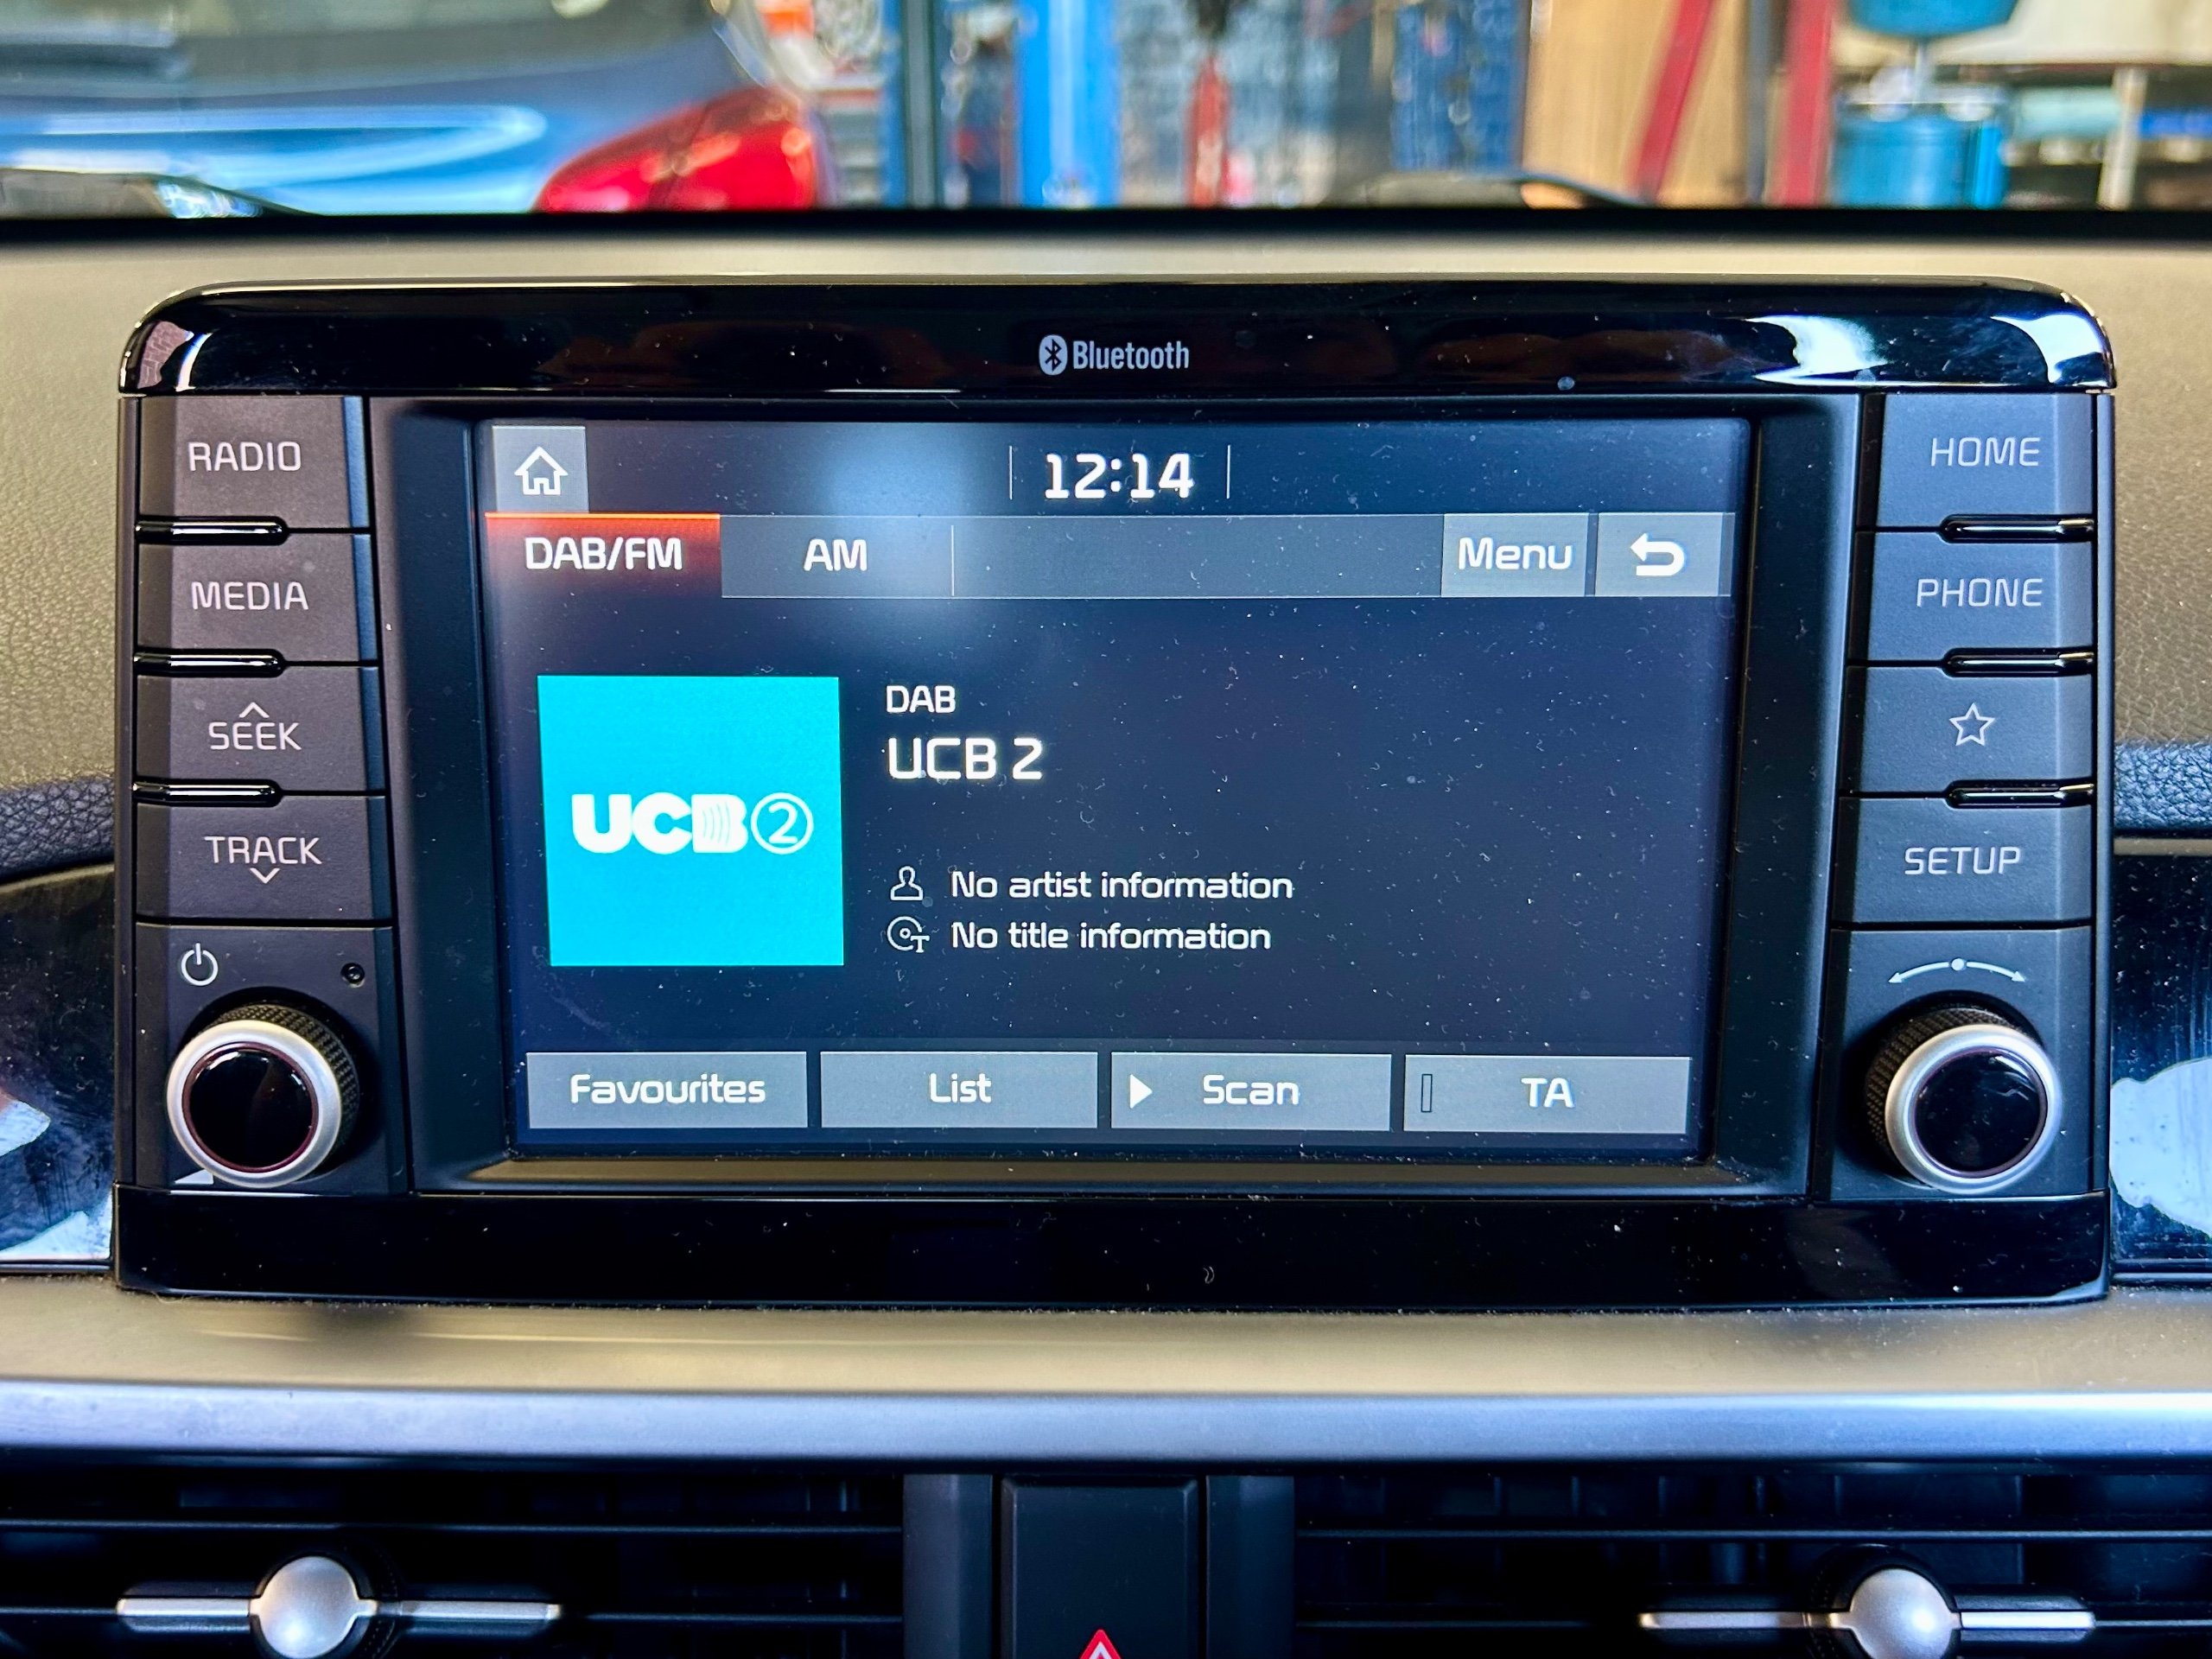 Bluetooth
RADIO
MEDIA
SEEK
TRACK
12:14
DAB/FM
AM
Menu
UCB2
DAB
UCB 2
No artist information
No title information
Favourites
List
Scan
TA
HOME
PHONE
SETUP